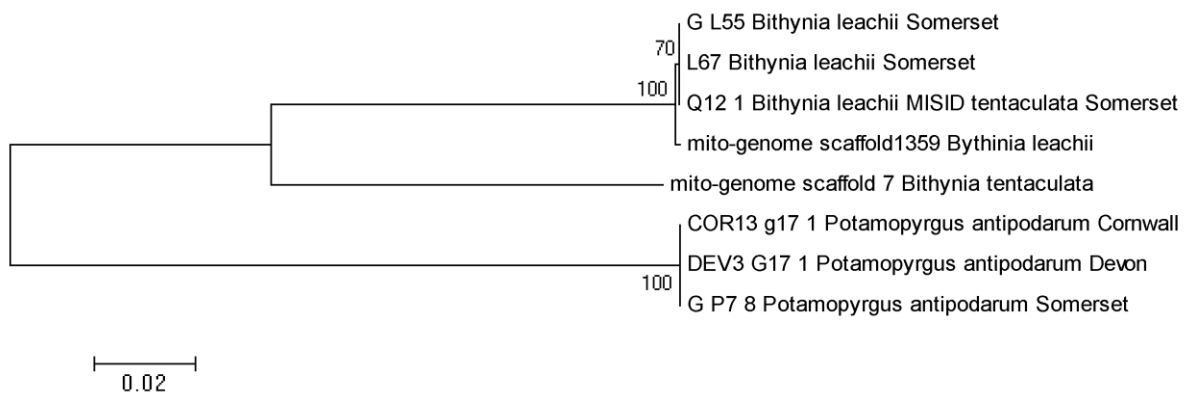 G L55 Bithynia leachii Somerset
70
L67 Bithynia leachii Somerset
100
Q12 1 Bithynia leachii MISID tentaculata Somerset
mito-genome scaffold1359 Bythinia leachii
mito-genome scaffold 7 Bithynia tentaculata
COR13 g17 1 Potamopyrgus antipodarum Cornwall
DEV3 G17 1 Potamopyrgus antipodarum Devon
100
G P7 8 Potamopyrgus antipodarum Somerset
0.02